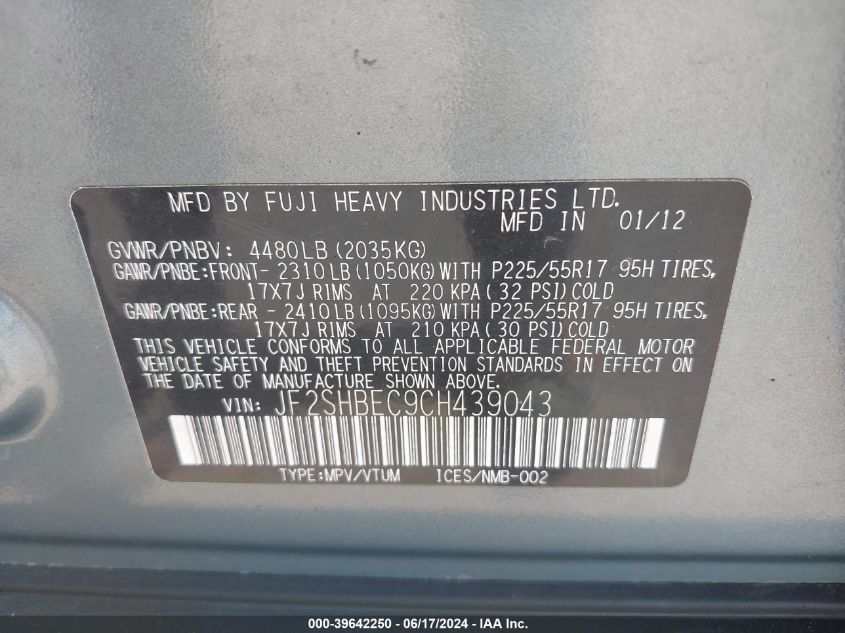 MFD BY FUJI HEAVY INDUSTRIES LTD.
MFD IN 01/12
GVWR/PNBV: 4480LB (2035KG)
GAWR/PNBE:FRONT- 2310LB(1050KG)WITH P225/55R17 95H TIRES,
17X7J RIMS AT 220 KPA( 32 PSI)COLD
GAWR/PNBE:REAR - 2410LB(1095KG)WITH P225/55R17 95H TIRES,
17X7J RIMS AT 210 KPA( 30 PSI)COLD
THIS VEHICLE CONFORMS TO ALL APPLICABLE FEDERAL MOTOR
VEHICLE SAFETY AND THEFT PREVENTION STANDARDS IN EFFECT ON
THE DATE OF MANUFACTURE SHOWN ABOVE.
VIN: JF2SHBEC9CH439043
TYPE:MPV/VTUM ICES/NMB-002
000-39642250 - 06/17/2024 - IAA Inc.